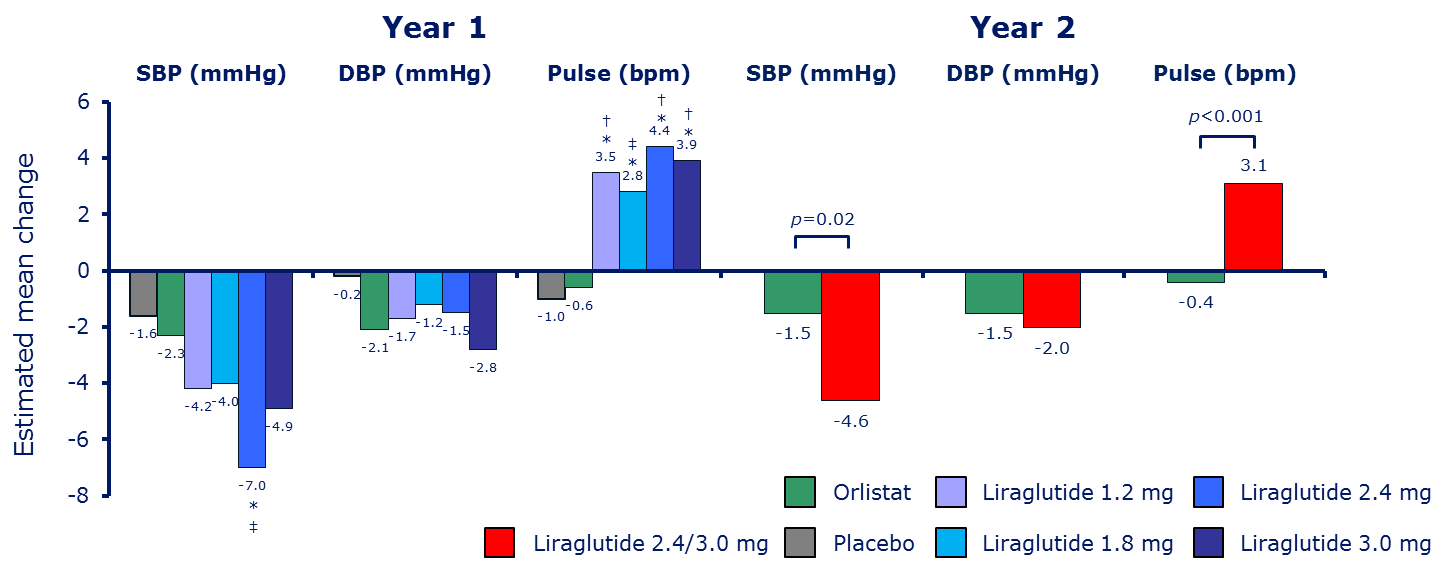 Year 1
Year 2
SBP (mmHg)
DBP (mmHg)
Pulse (bpm)
SBP (mmHg)
DBP (mmHg)
Pulse (bpm)
Estimated mean change
6
4
2
0
-2
-4
-6
-8
-1.6
-2.3
-4.2
-4.0
-7.0
*
‡
-4.9
-0.2
-2.1
-1.7
-1.2
-1.5
-2.8
-1.0
-0.6
†
*
3.5
‡
*
2.8
†
*
4.4
†
*
3.9
p=0.02
-1.5
-4.6
-1.5
-2.0
p<0.001
-0.4
3.1
Orlistat
Liraglutide 1.2 mg
Liraglutide 2.4 mg
Liraglutide 2.4/3.0 mg
Placebo
Liraglutide 1.8 mg
Liraglutide 3.0 mg